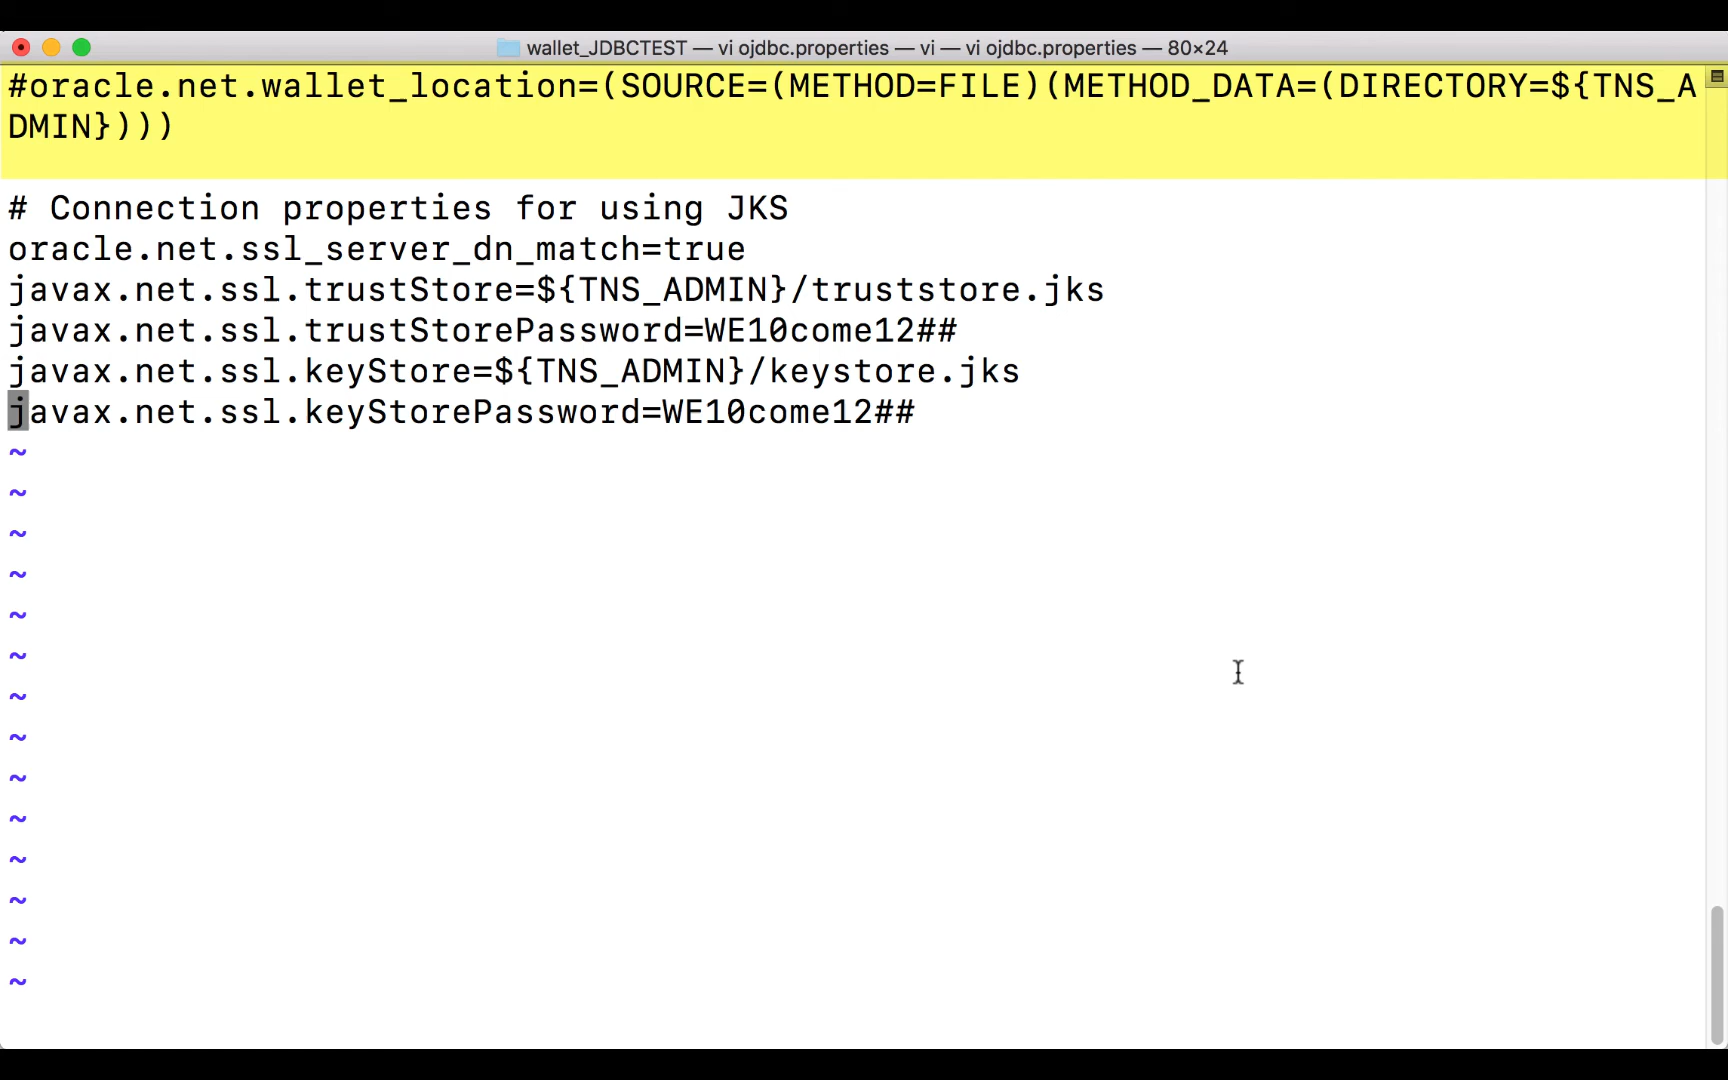 wallet_JDBCTEST — vi ojdbc.properties — vi — vi ojdbc.properties — 80×24
#oracle.net.wallet_location=(SOURCE=(METHOD=FILE)(METHOD_DATA=(DIRECTORY=${TNS_A
DMIN})))
# Connection properties for using JKS
oracle.net.ssl_server_dn_match=true
javax.net.ssl.trustStore=${TNS_ADMIN}/truststore.jks
javax.net.ssl.trustStorePassword=WE10come12##
javax.net.ssl.keyStore=${TNS_ADMIN}/keystore.jks
javax.net.ssl.keyStorePassword=WE10come12##
~
~
~
~
~
~
~
~
~
~
~
~
~
~